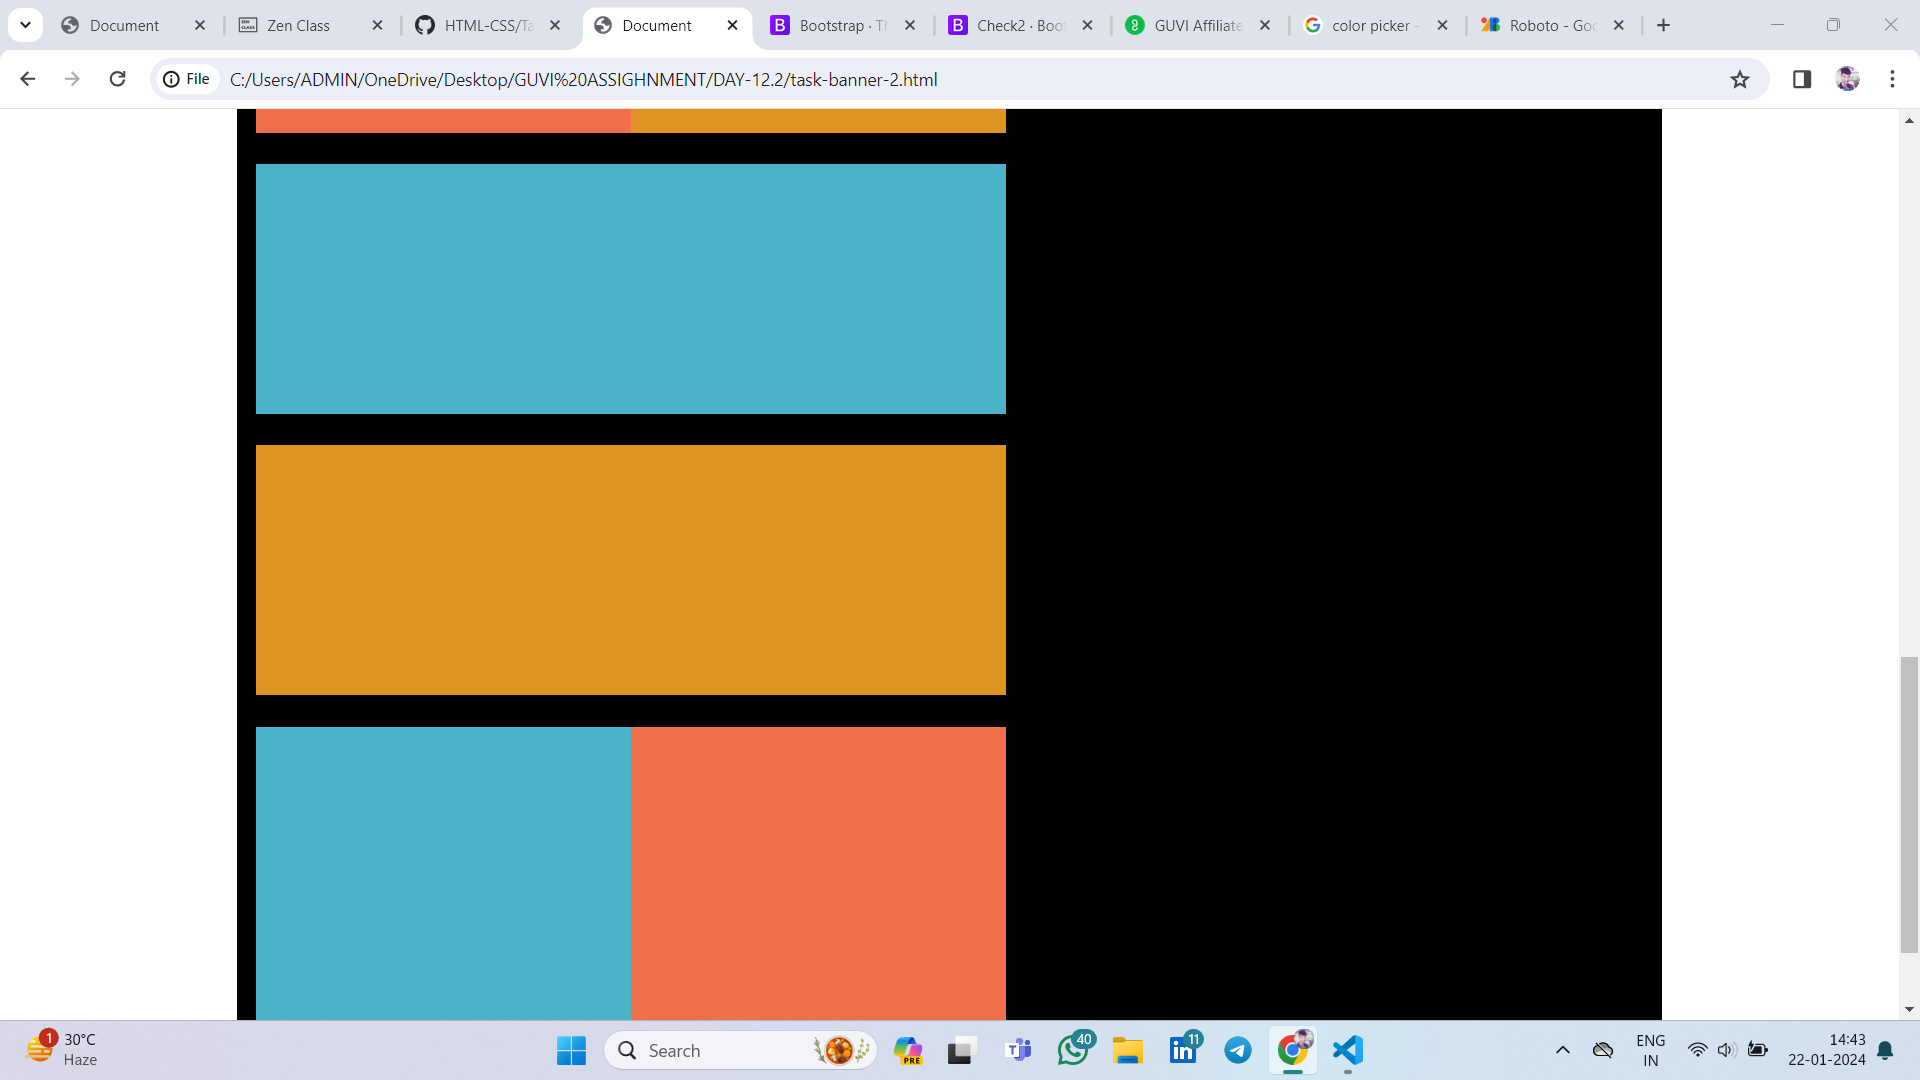 Document
Zen Class
HTML-CSS/Ta
Document
Bootstrap · Th
Check2 · Boot
GUVI Affiliate
color picker -
Roboto - Goo
File
C:/Users/ADMIN/OneDrive/Desktop/GUVI%20ASSIGHNMENT/DAY-12.2/task-banner-2.html
1
30°C
Haze
Search
PRE
40
11
ENG
IN
14:43
22-01-2024